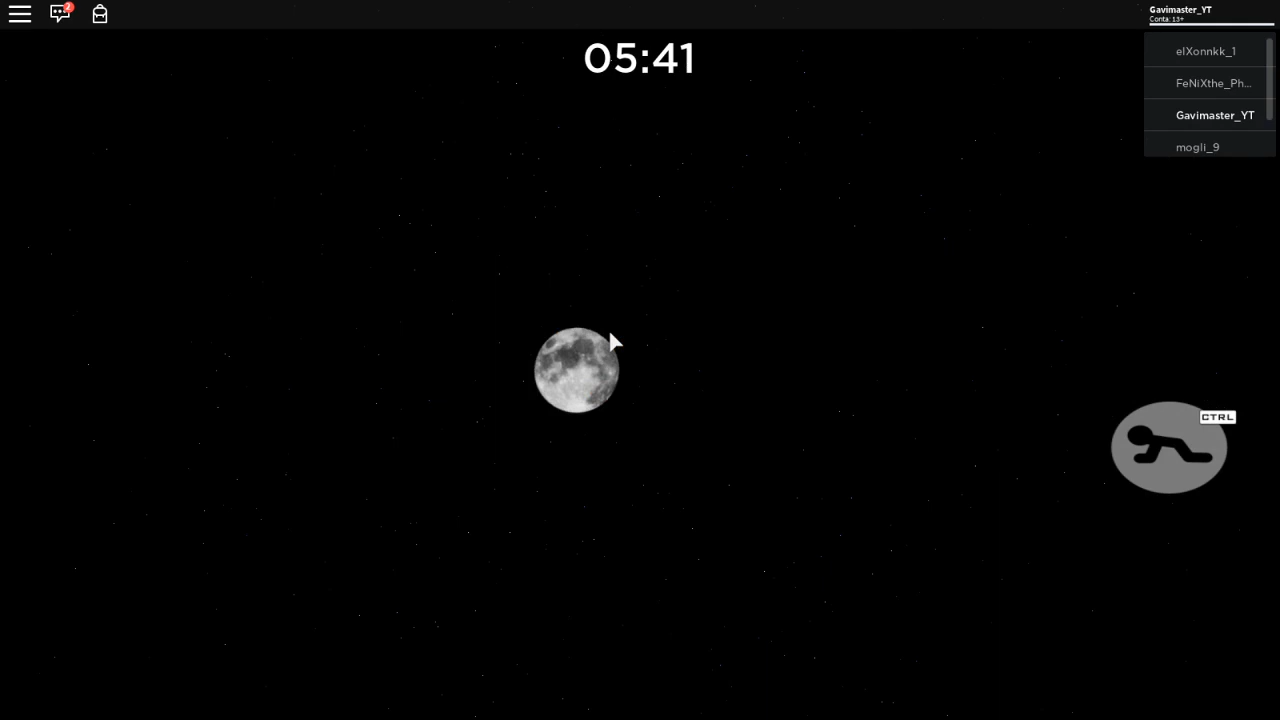 2
Gavimaster_YT
Conta: 13+
05:41
elXonnkk_1
FeNiXthe_Ph...
Gavimaster_YT
mogli_9
CTRL